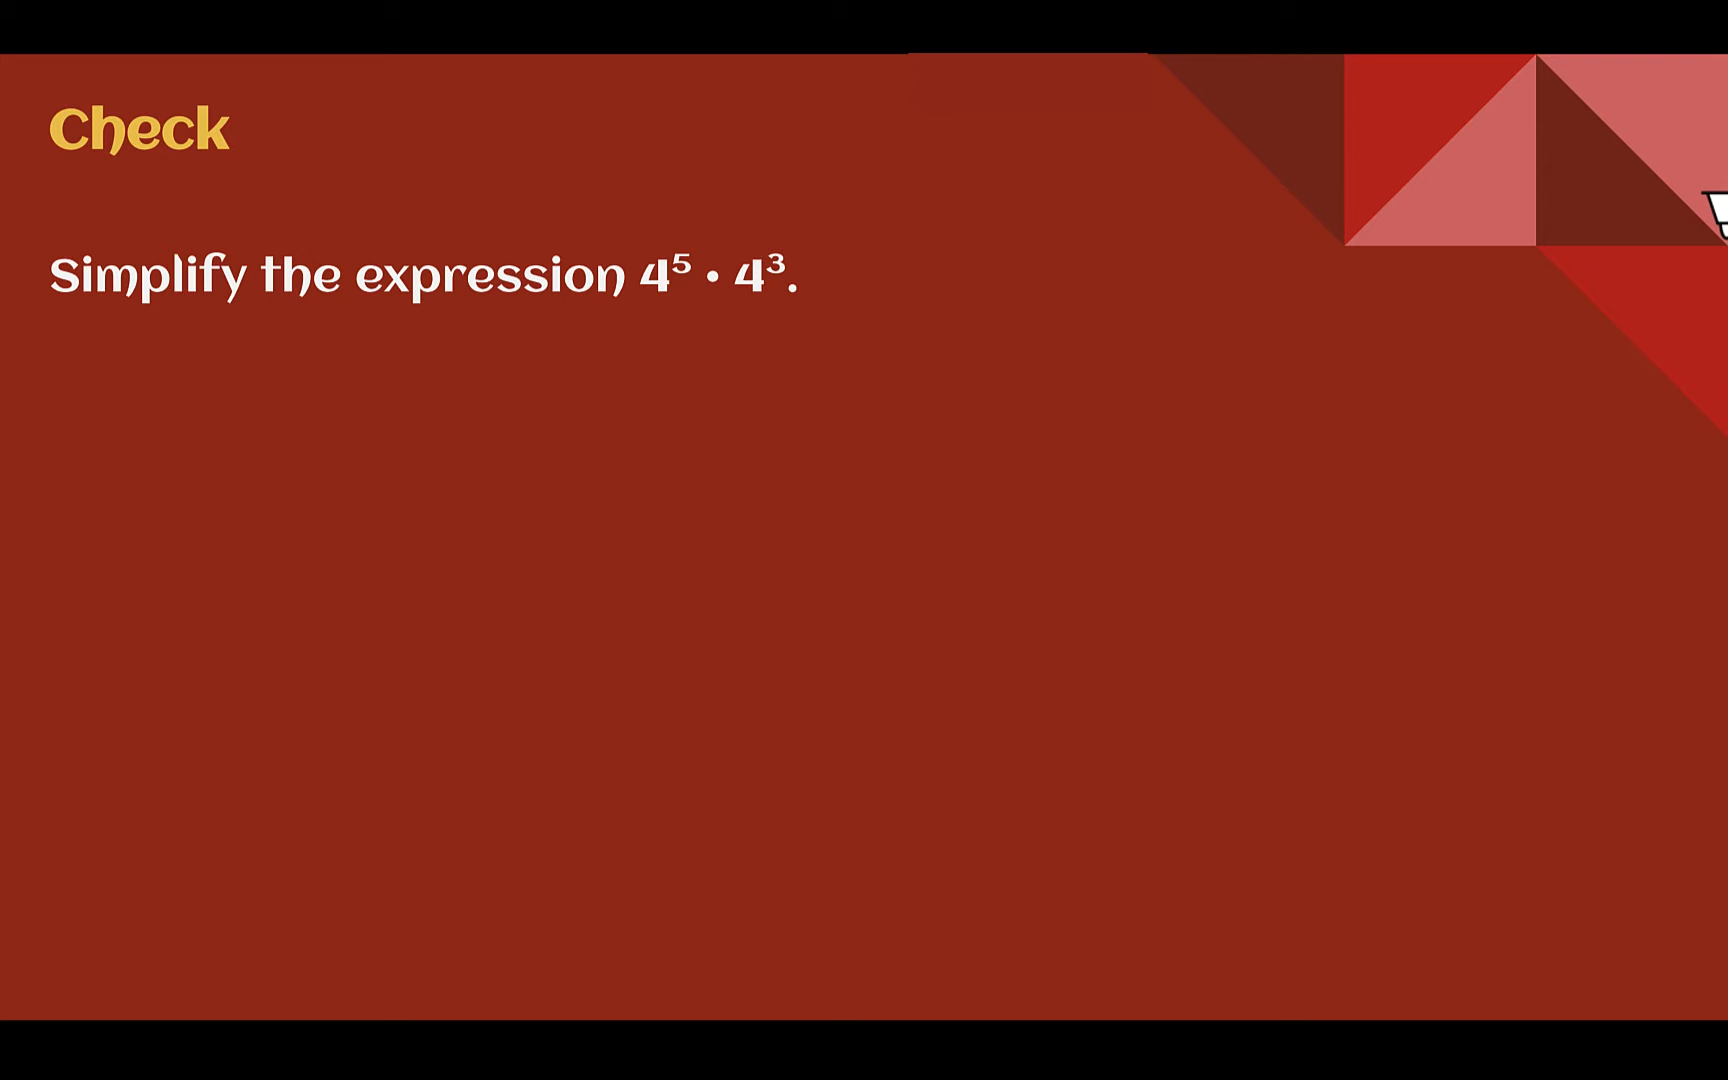 Check
Simplify the expression 4⁵ • 4³.